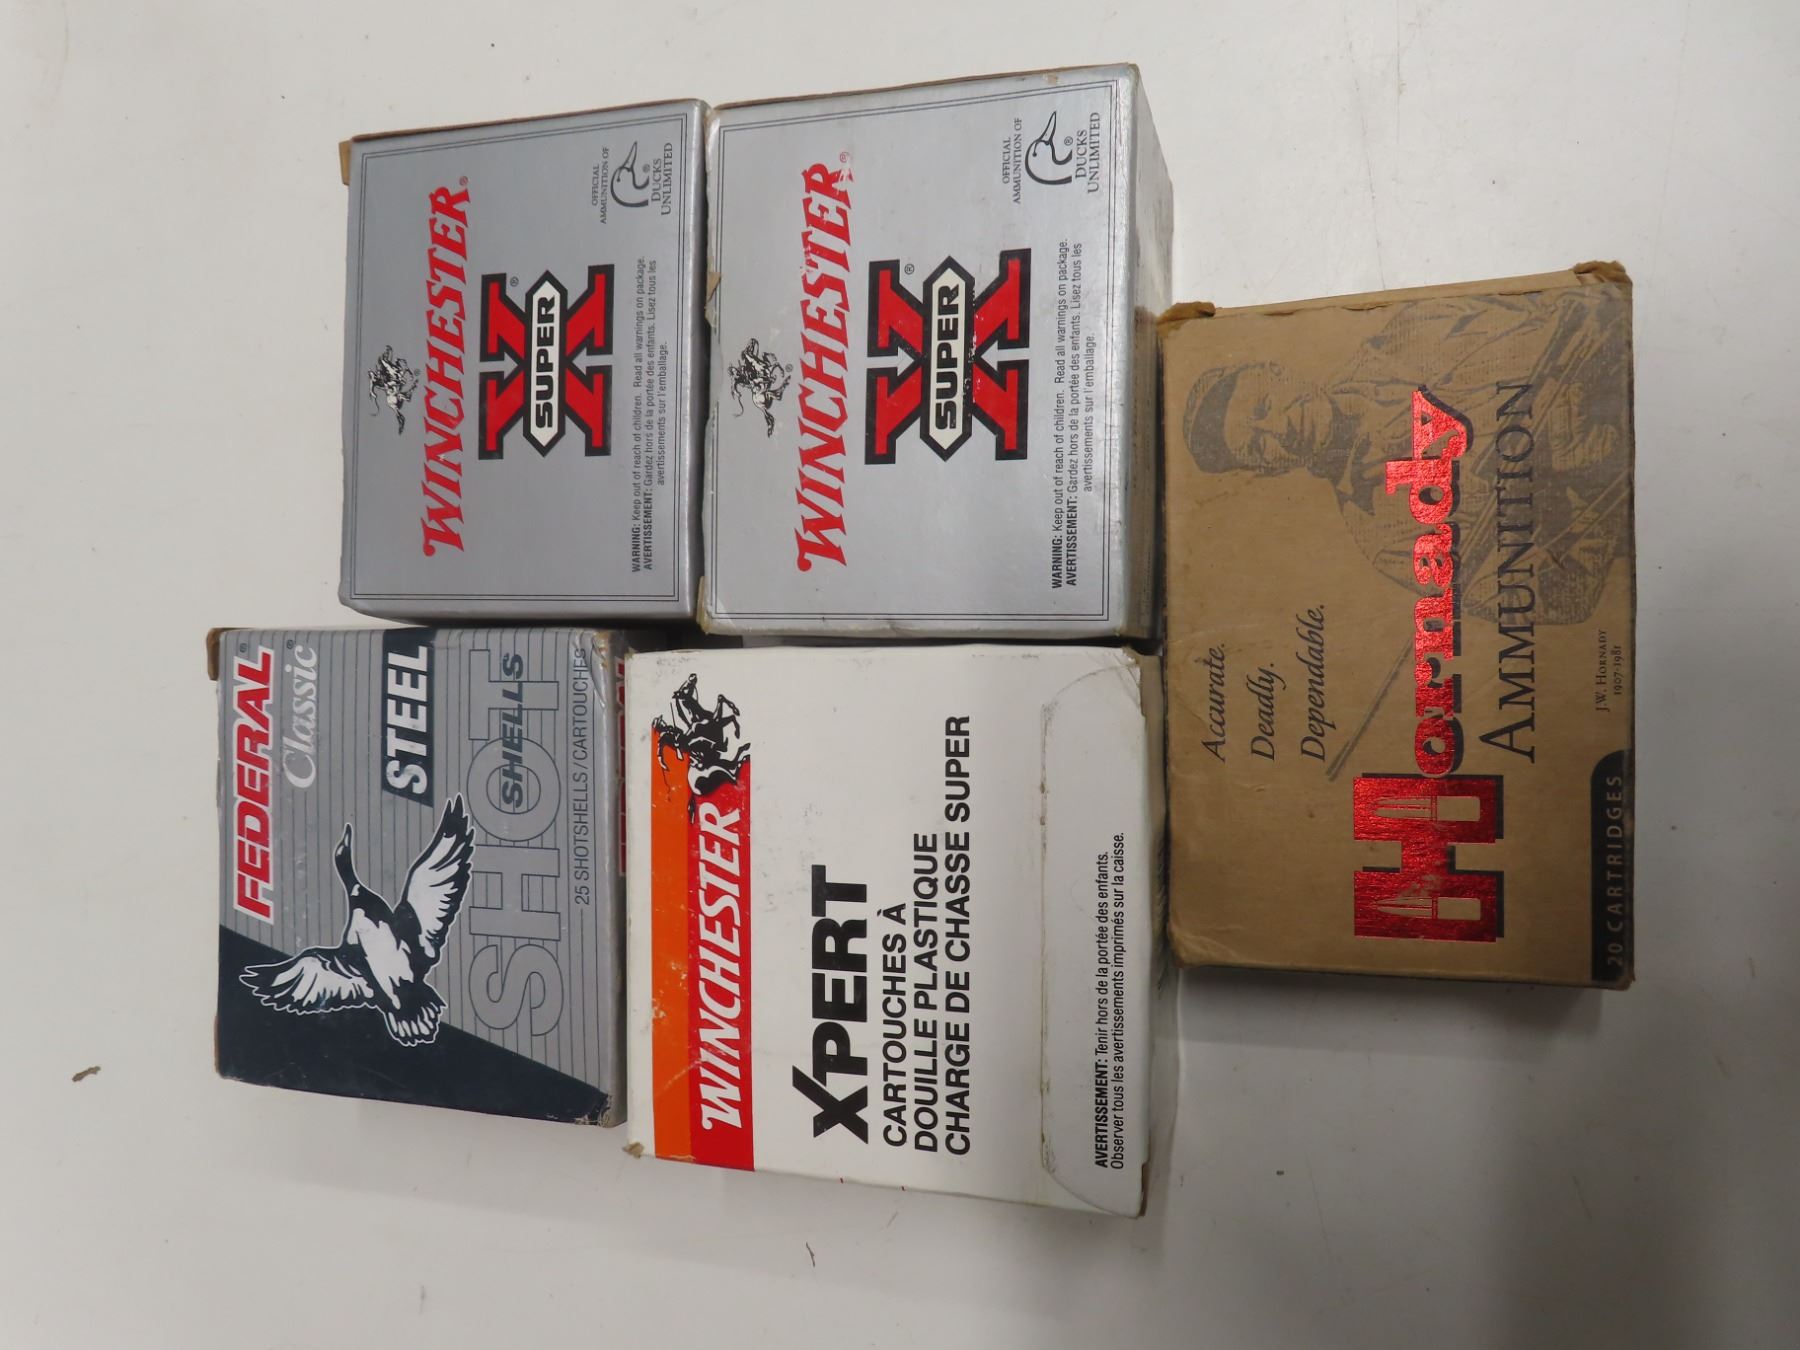 FEDERAL®
Classic®
STEEL
SHOT
SHELLS
25 SHOTSHELLS/CARTOUCHES
WINCHESTER®
SUPER X®
WARNING: Keep out of reach of children. Read all warnings on package.
AVERTISSEMENT: Gardez hors de la portée des enfants. Lisez tous les
avertissements sur l'emballage.
OFFICIAL
AMMUNITION OF
DUCKS
UNLIMITED®
WINCHESTER
XPERT
CARTOUCHES À
DOUILLE PLASTIQUE
CHARGE DE CHASSE SUPER
AVERTISSEMENT: Tenir hors de la portée des enfants.
Observer tous les avertissements imprimés sur la caisse.
WINCHESTER®
SUPER X®
WARNING: Keep out of reach of children. Read all warnings on package.
AVERTISSEMENT: Gardez hors de la portée des enfants. Lisez tous les
avertissements sur l'emballage.
OFFICIAL
AMMUNITION OF
DUCKS
UNLIMITED®
Accurate.
Deadly.
Dependable.
Hornady
AMMUNITION
J.W. HORNADY
1907-1981
20 CARTRIDGES